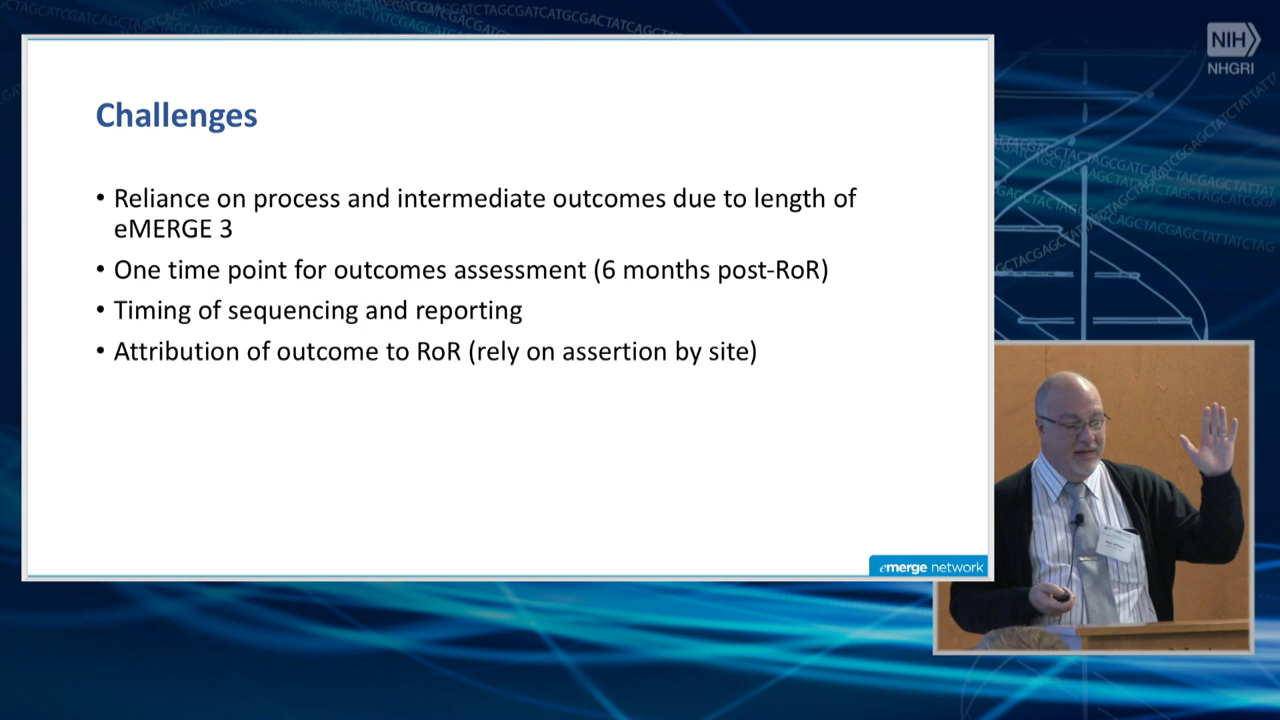 Challenges
• Reliance on process and intermediate outcomes due to length of
eMERGE 3
• One time point for outcomes assessment (6 months post-RoR)
• Timing of sequencing and reporting
• Attribution of outcome to RoR (rely on assertion by site)
emerge network
NIH
NHGRI